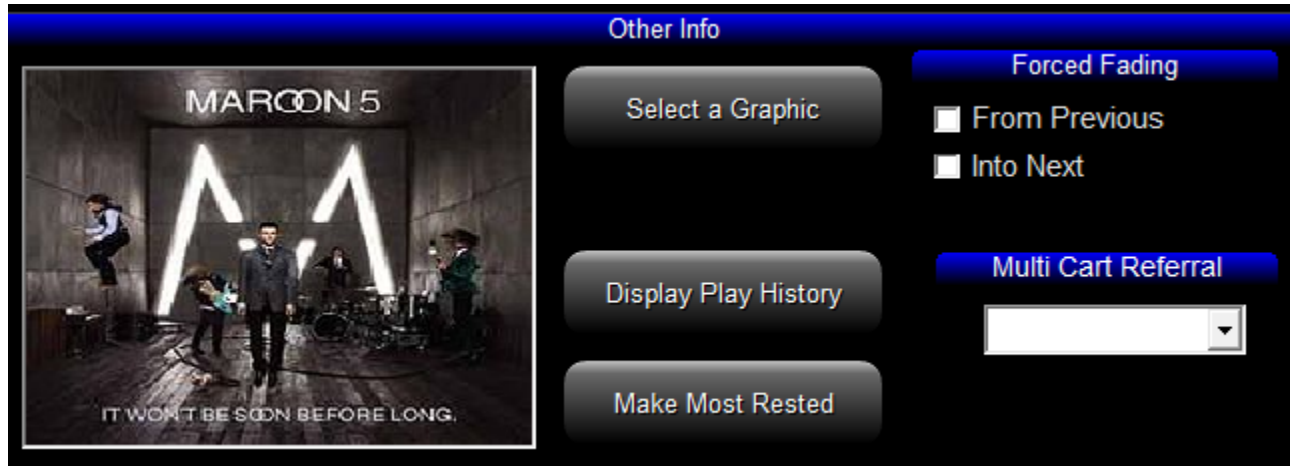 Other Info
MAROON 5
IT WON'T BE SOON BEFORE LONG.
Select a Graphic
Display Play History
Make Most Rested
Forced Fading
From Previous
Into Next
Multi Cart Referral